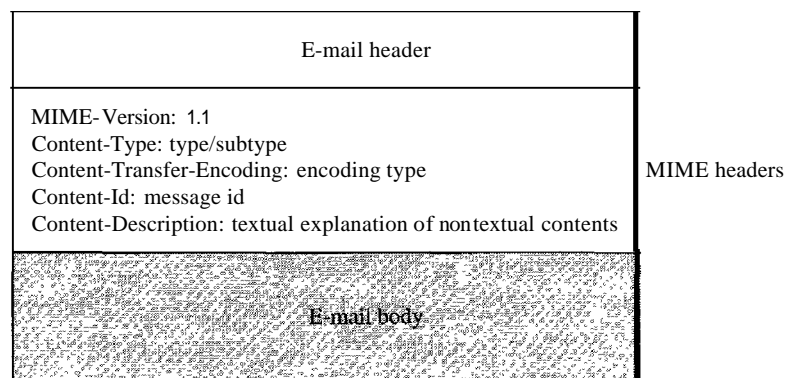 E-mail header
MIME-Version: 1.1
Content-Type: type/subtype
Content-Transfer-Encoding: encoding type
Content-Id: message id
Content-Description: textual explanation of nontextual contents
MIME headers
E-mail body